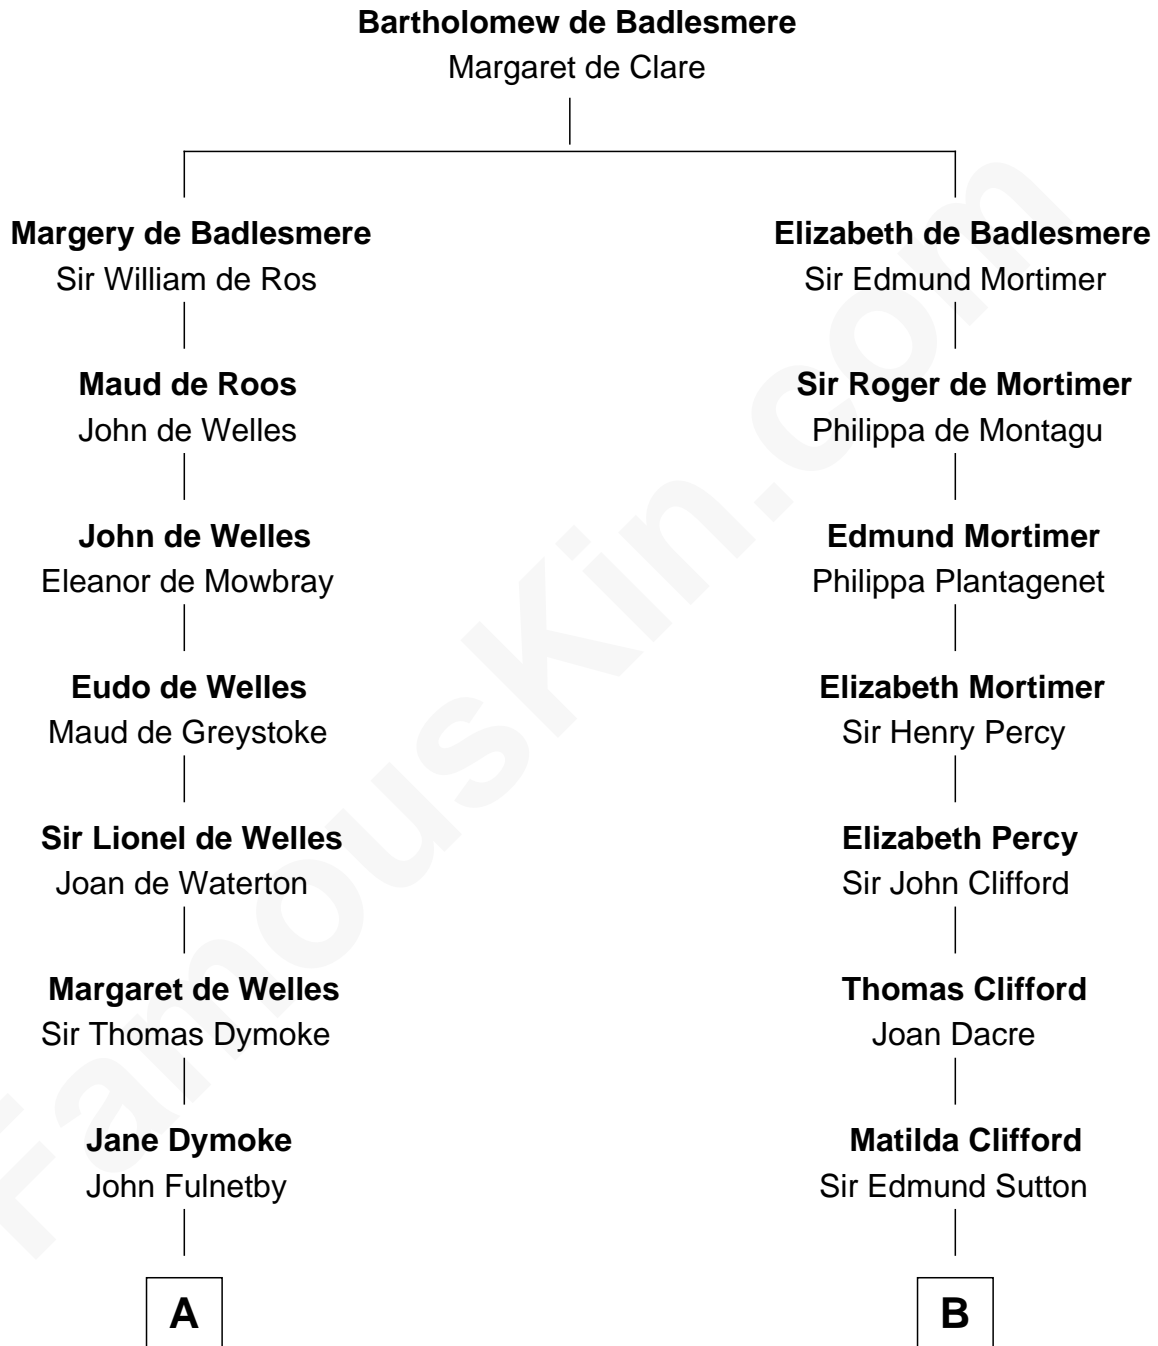 Bartholomew de Badlesmere
Margaret de Clare
Margery de Badlesmere
Sir William de Ros
Elizabeth de Badlesmere
Sir Edmund Mortimer
Maud de Roos
John de Welles
Sir Roger de Mortimer
Philippa de Montagu
John de Welles
Eleanor de Mowbray
Edmund Mortimer
Philippa Plantagenet
Eudo de Welles
Maud de Greystoke
Elizabeth Mortimer
Sir Henry Percy
Sir Lionel de Welles
Joan de Waterton
Elizabeth Percy
Sir John Clifford
Margaret de Welles
Sir Thomas Dymoke
Thomas Clifford
Joan Dacre
Jane Dymoke
John Fulnetby
Matilda Clifford
Sir Edmund Sutton
A
B
FamousKin.com